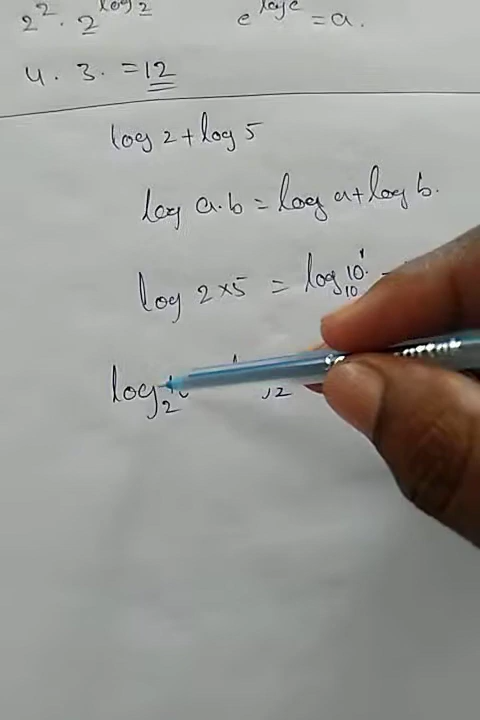 2² · 2^log 2 e^log e = a.
4 · 3 · = 12
log 2 + log 5
log a·b = log a + log b.
log 2×5 = log₁₀ 10¹
log₂